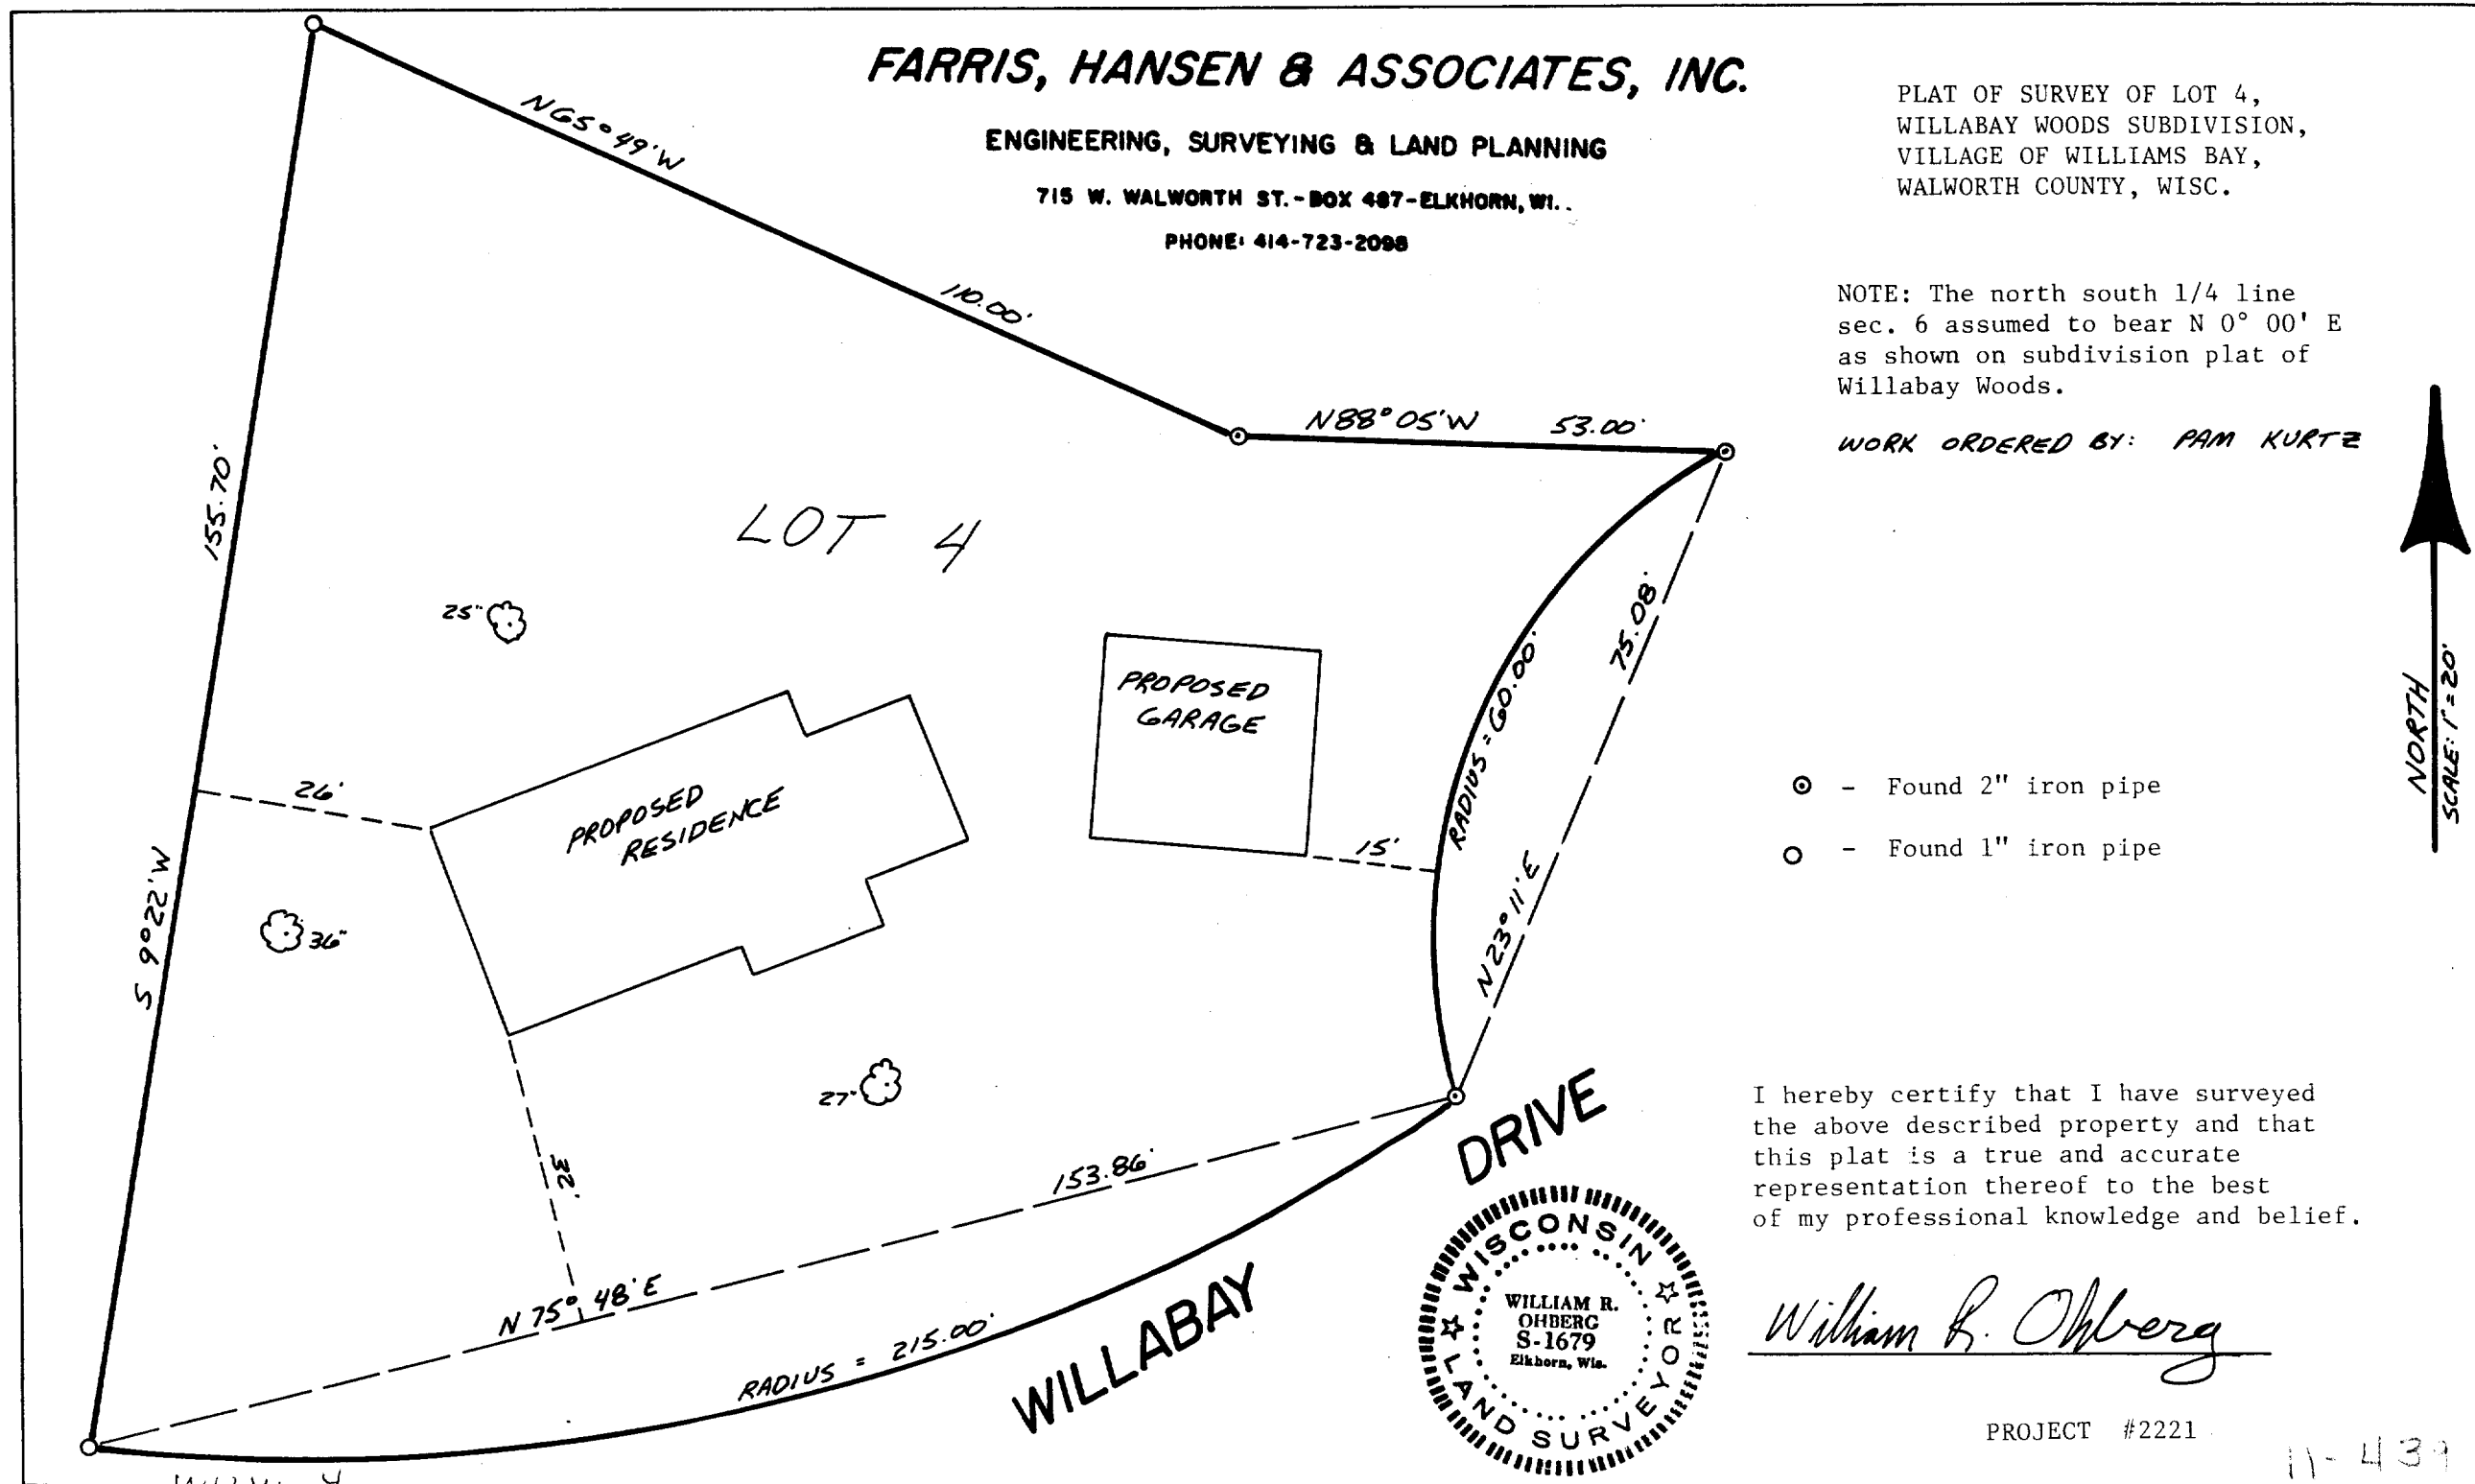 FARRIS, HANSEN & ASSOCIATES, INC.
ENGINEERING, SURVEYING & LAND PLANNING
715 W. WALWORTH ST.-BOX 487-ELKHORN, WI..
PHONE: 414-723-2098
PLAT OF SURVEY OF LOT 4,
WILLABAY WOODS SUBDIVISION,
VILLAGE OF WILLIAMS BAY,
WALWORTH COUNTY, WISC.
NOTE: The north south 1/4 line
sec. 6 assumed to bear N 0° 00' E
as shown on subdivision plat of
Willabay Woods.
WORK ORDERED BY: PAM KURTZ
N65°49'W
110.00'
N88°05'W 53.00'
155.70'
S 9°22'W
LOT 4
25"
PROPOSED
GARAGE
PROPOSED
RESIDENCE
26'
15'
36"
27"
32'
RADIUS = 60.00'
75.08'
N23°11'E
153.86'
N 75° 48' E
RADIUS = 215.00'
WILLABAY DRIVE
NORTH
SCALE: 1"=20'
⊙ - Found 2" iron pipe
○ - Found 1" iron pipe
I hereby certify that I have surveyed
the above described property and that
this plat is a true and accurate
representation thereof to the best
of my professional knowledge and belief.
WISCONSIN
LAND SURVEYOR
WILLIAM R.
OHBERG
S-1679
Elkhorn, Wis.
William R. Ohberg
PROJECT #2221
11-439